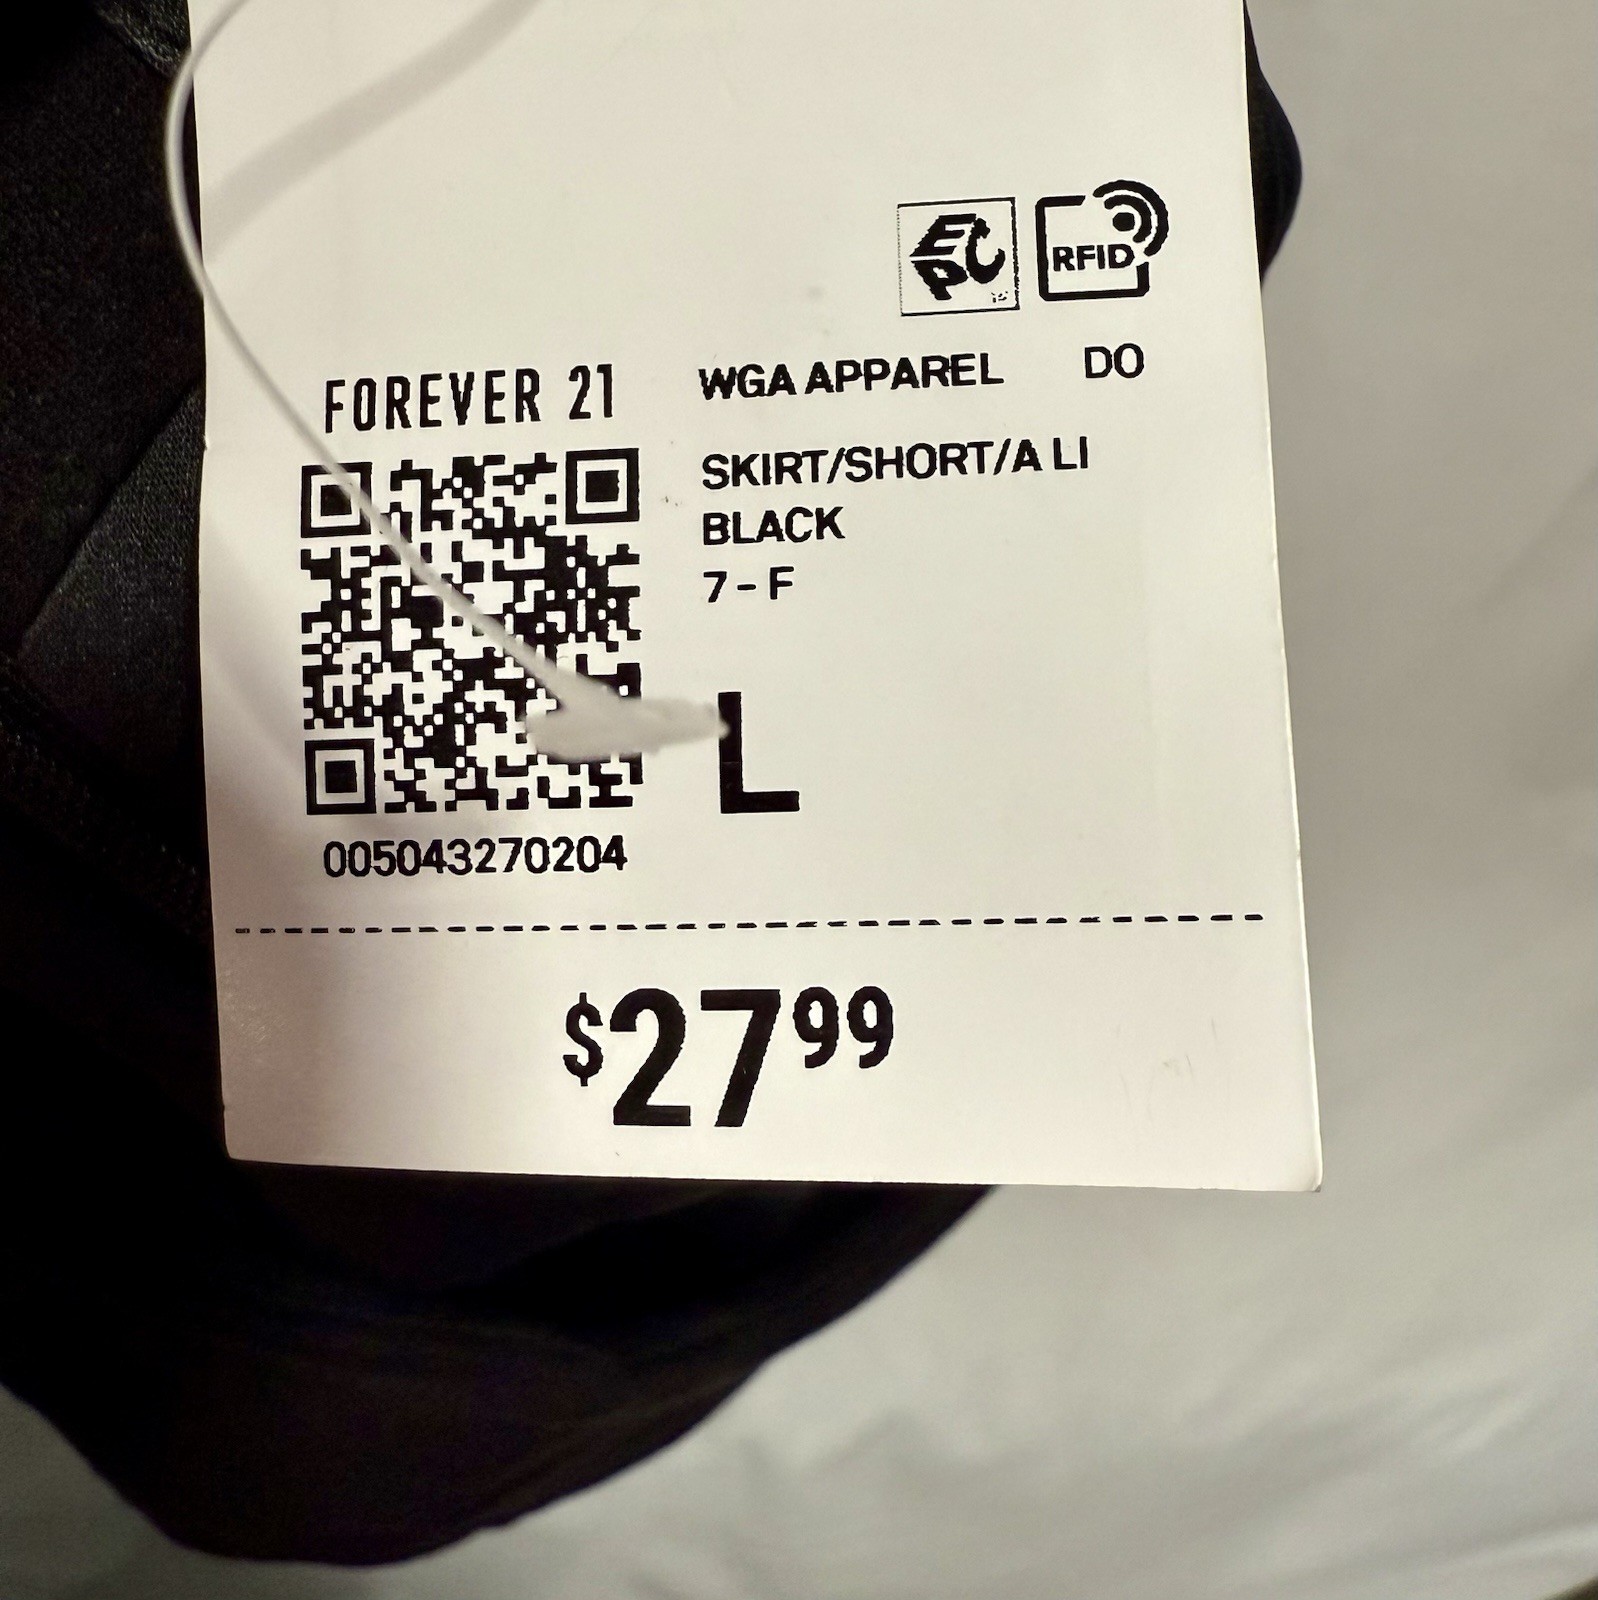 EPC
RFID
FOREVER 21
WGA APPAREL DO
SKIRT/SHORT/A LI
BLACK
7-F
L
005043270204
$27.99